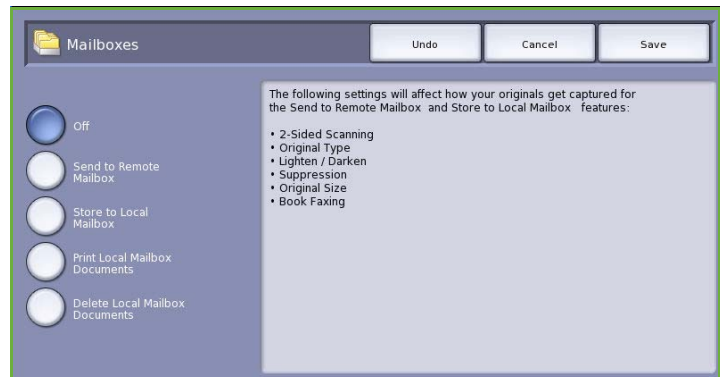 Mailboxes
Undo
Cancel
Save
Off
Send to Remote
Mailbox
Store to Local
Mailbox
Print Local Mailbox
Documents
Delete Local Mailbox
Documents
The following settings will affect how your originals get captured for
the Send to Remote Mailbox and Store to Local Mailbox features:
• 2-Sided Scanning
• Original Type
• Lighten / Darken
• Suppression
• Original Size
• Book Faxing